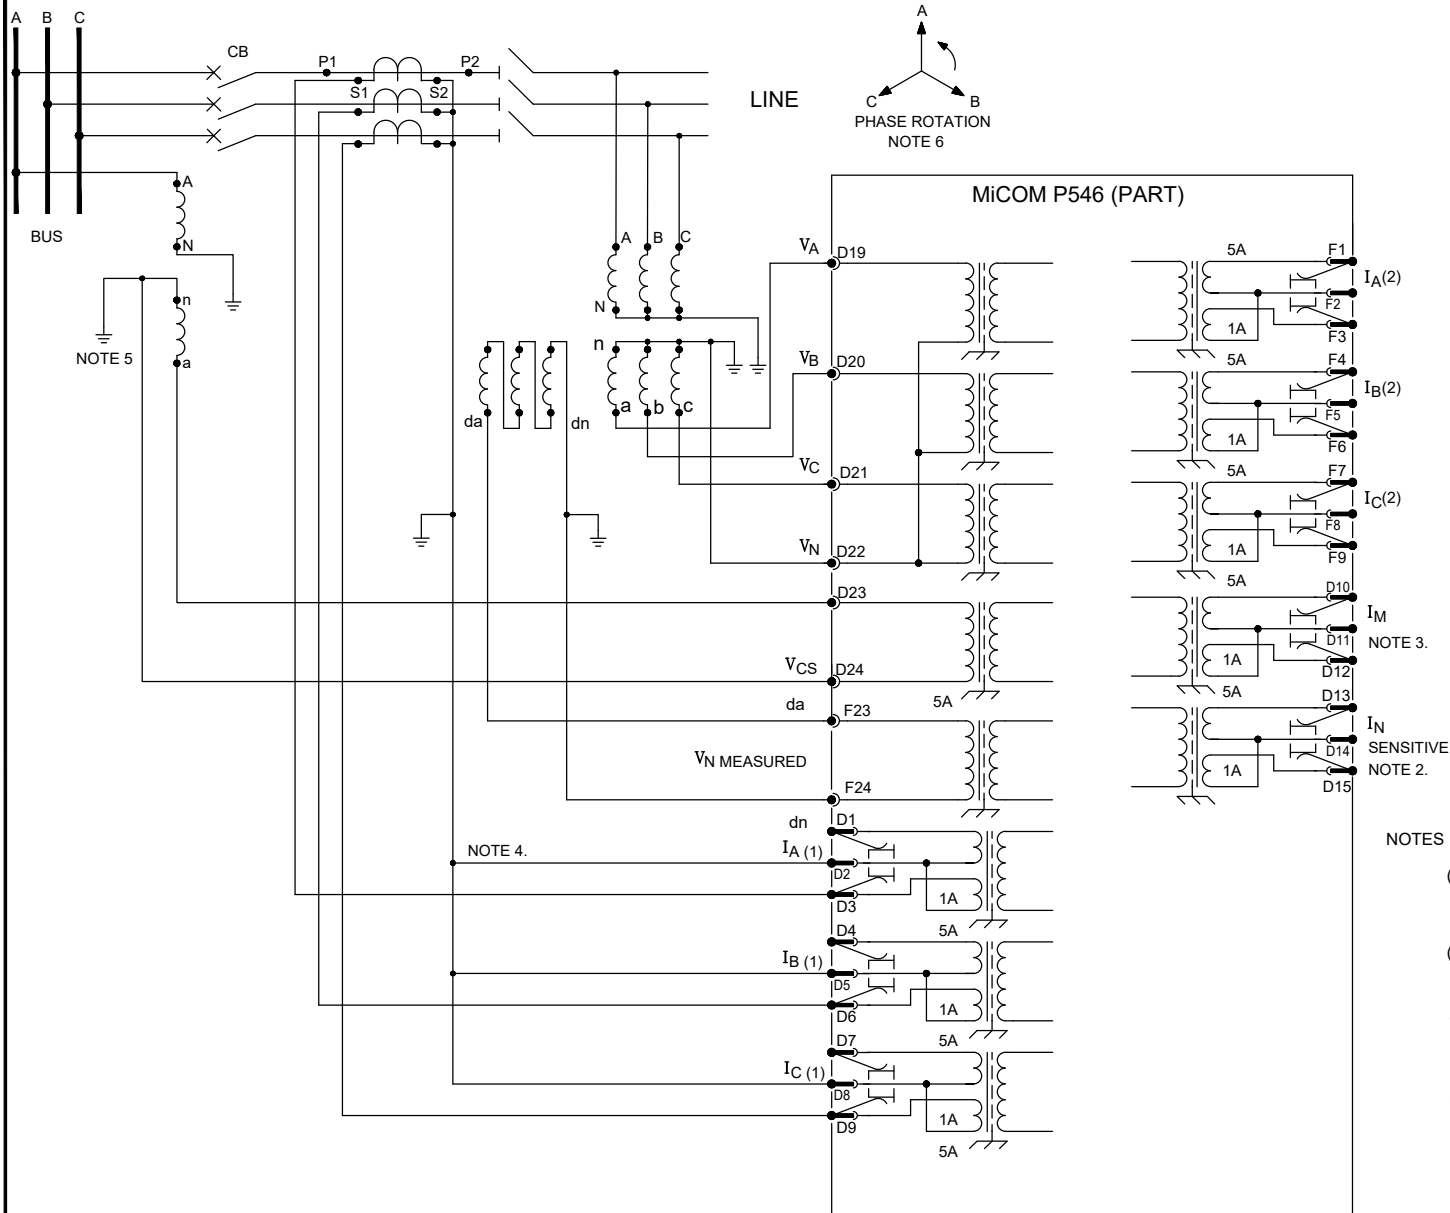 A B C
CB
P1
P2
S1
S2
LINE
A
C
B
PHASE ROTATION
NOTE 6
BUS
A
N
n
a
NOTE 5
A B C
N
n
a b c
da
dn
MiCOM P546 (PART)
VA D19
VB D20
VC D21
VN D22
D23
VCS D24
da F23
5A
VN MEASURED
F24
dn D1
IA (1)
D2
D3
1A
5A
NOTE 4.
D4
IB (1)
D5
D6
1A
5A
D7
IC (1)
D8
D9
1A
5A
5A F1
IA(2)
F2
1A
F3
5A F4
IB(2)
F5
1A
F6
5A F7
IC(2)
F8
1A
F9
5A D10
IM
D11 NOTE 3.
1A
D12
5A D13
IN
D14 SENSITIVE
1A NOTE 2.
D15
NOTES
(
(